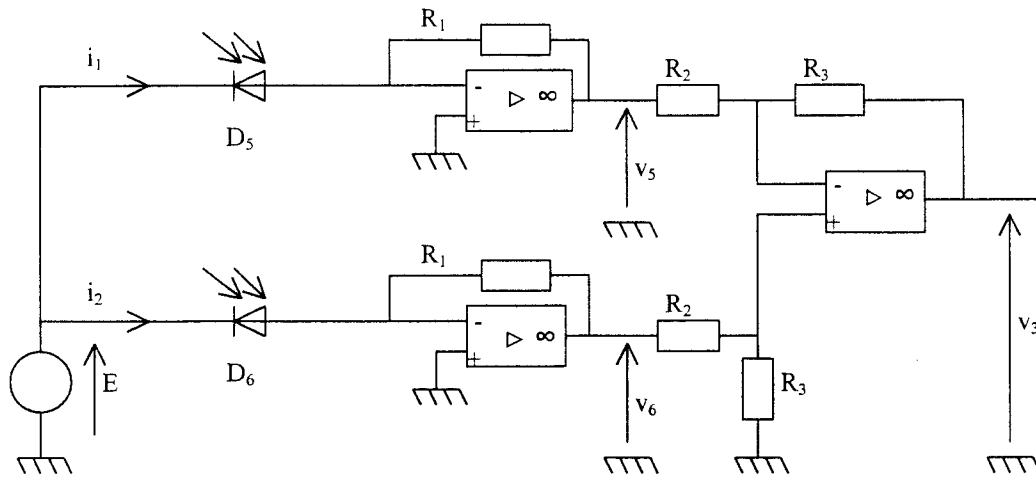 R₁
i₁
D₅
- ▷ ∞
+
R₂
R₃
v₅
- ▷ ∞
+
R₁
i₂
D₆
- ▷ ∞
+
R₂
E
v₆
R₃
v₃